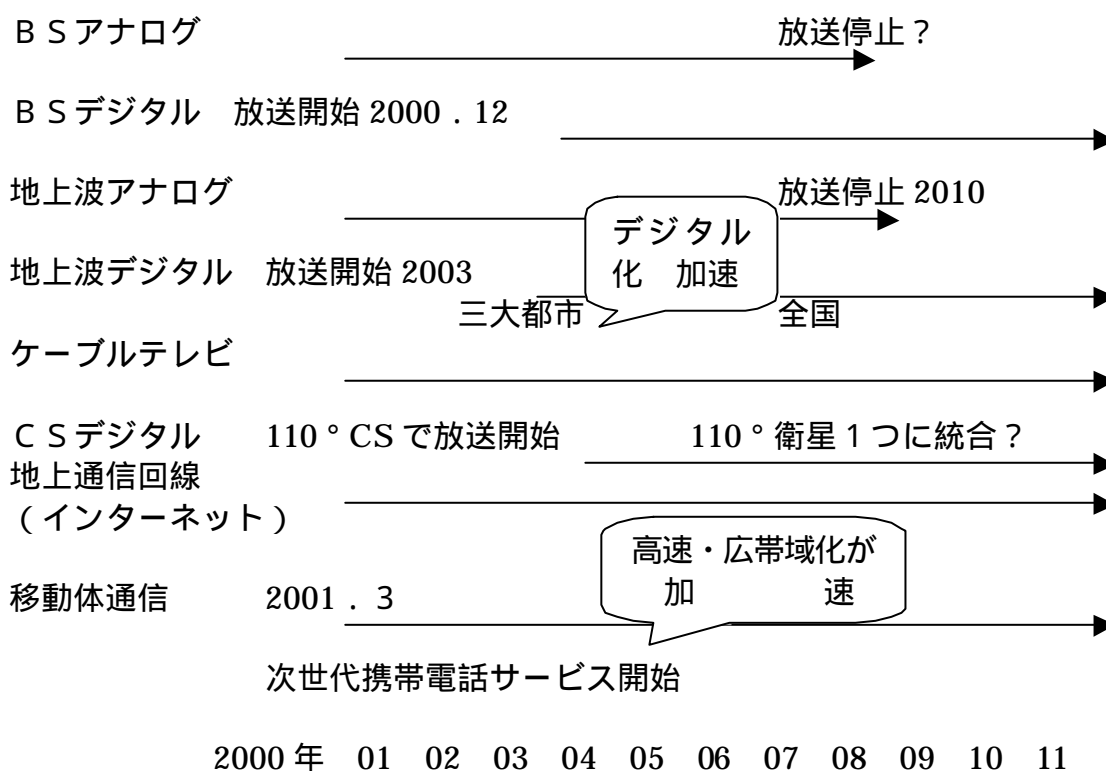 ＢＳアナログ　放送停止？
ＢＳデジタル　放送開始 2000．12
地上波アナログ　放送停止 2010
デジタル
化　加速
地上波デジタル　放送開始 2003
三大都市　全国
ケーブルテレビ
ＣＳデジタル　110°CS で放送開始　110°衛星１つに統合？
地上通信回線
（インターネット）
高速・広帯域化が
加　速
移動体通信　2001．３
次世代携帯電話サービス開始
2000 年　01　02　03　04　05　06　07　08　09　10　11